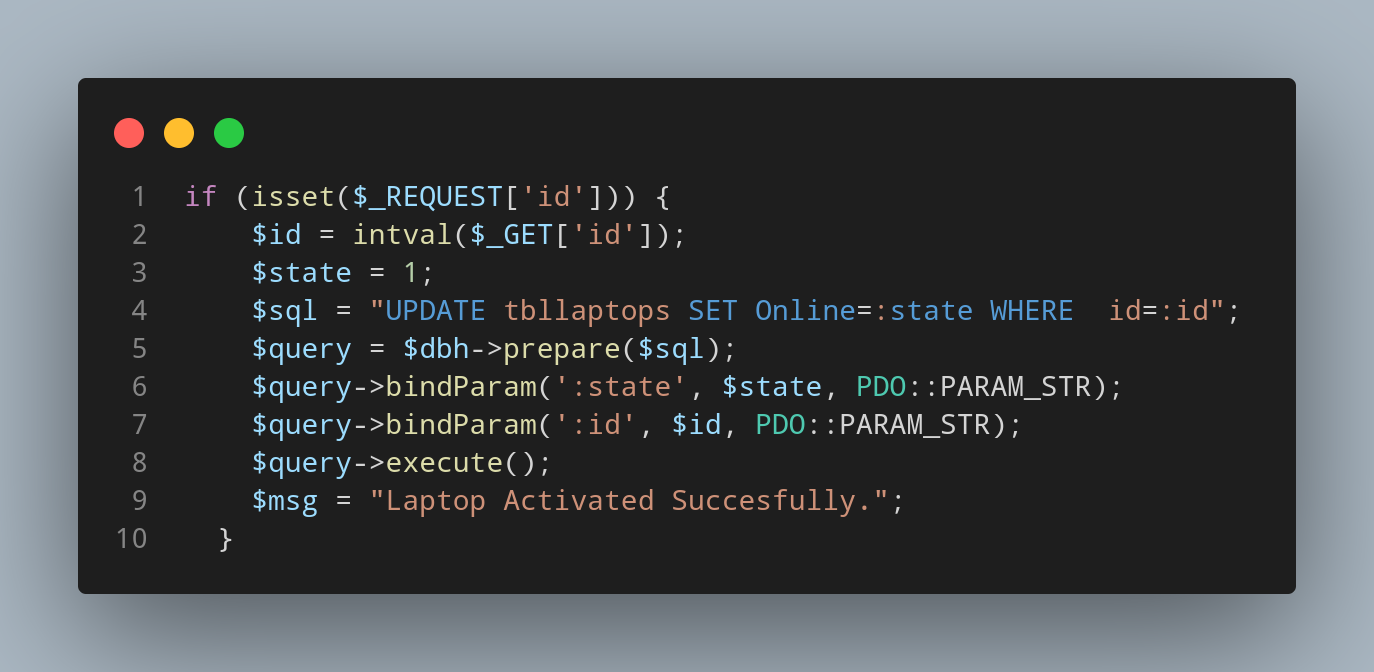 1 if (isset($_REQUEST['id'])) {
2 $id = intval($_GET['id']);
3 $state = 1;
4 $sql = "UPDATE tbllaptops SET Online=:state WHERE  id=:id";
5 $query = $dbh->prepare($sql);
6 $query->bindParam(':state', $state, PDO::PARAM_STR);
7 $query->bindParam(':id', $id, PDO::PARAM_STR);
8 $query->execute();
9 $msg = "Laptop Activated Succesfully.";
10 }